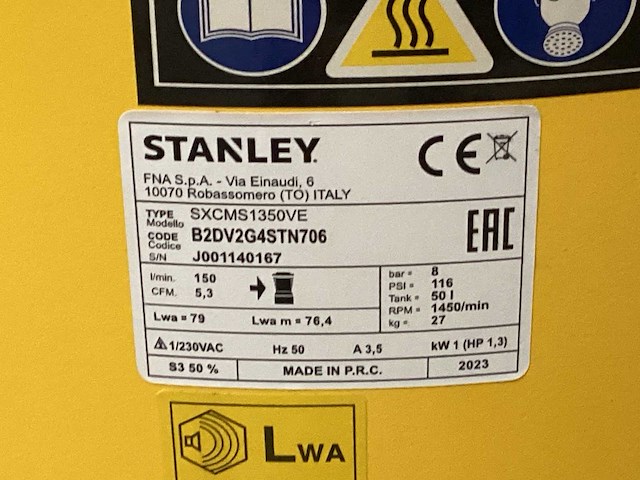 STANLEY.
CE
FNA S.p.A. - Via Einaudi, 6
10070 Robassomero (TO) ITALY
TYPE SXCMS1350VE
Modello
CODE B2DV2G4STN706
Codice
S/N J001140167
EAC
l/min. 150
CFM. 5,3
bar = 8
PSI = 116
Tank = 50 l
RPM = 1450/min
kg = 27
Lwa = 79 Lwa m = 76,4
1/230VAC Hz 50 A 3,5 kW 1 (HP 1,3)
S3 50 % MADE IN P.R.C. 2023
LWA